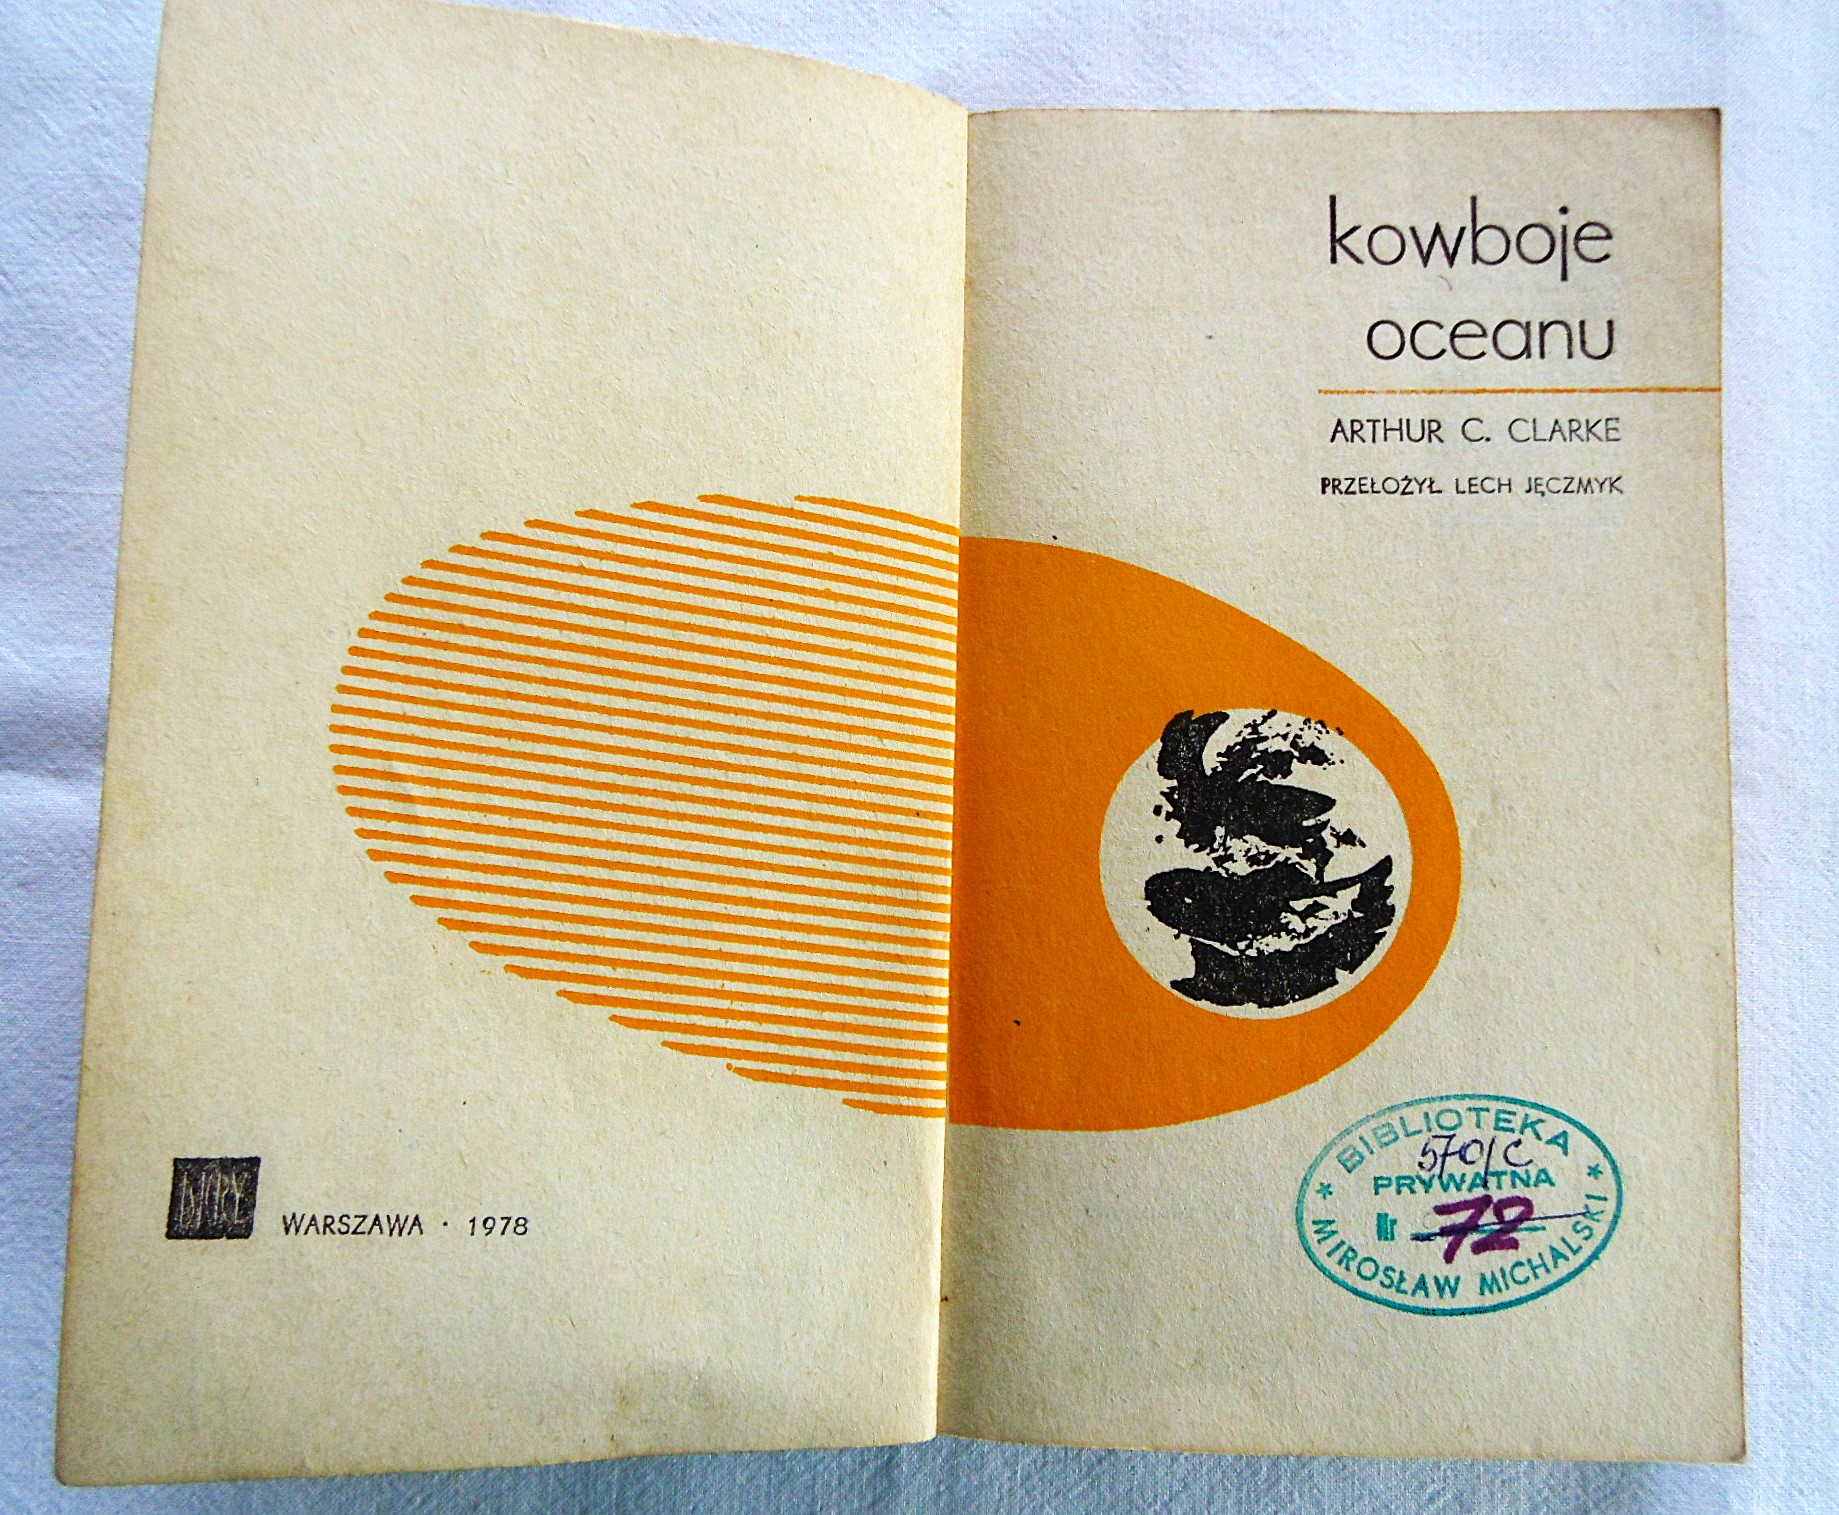 kowboje
oceanu
ARTHUR C. CLARKE
PRZEŁOŻYŁ LECH JĘCZMYK
WARSZAWA · 1978
BIBLIOTEKA
570/C
PRYWATNA
Nr 72
MIROSŁAW MICHALSKI